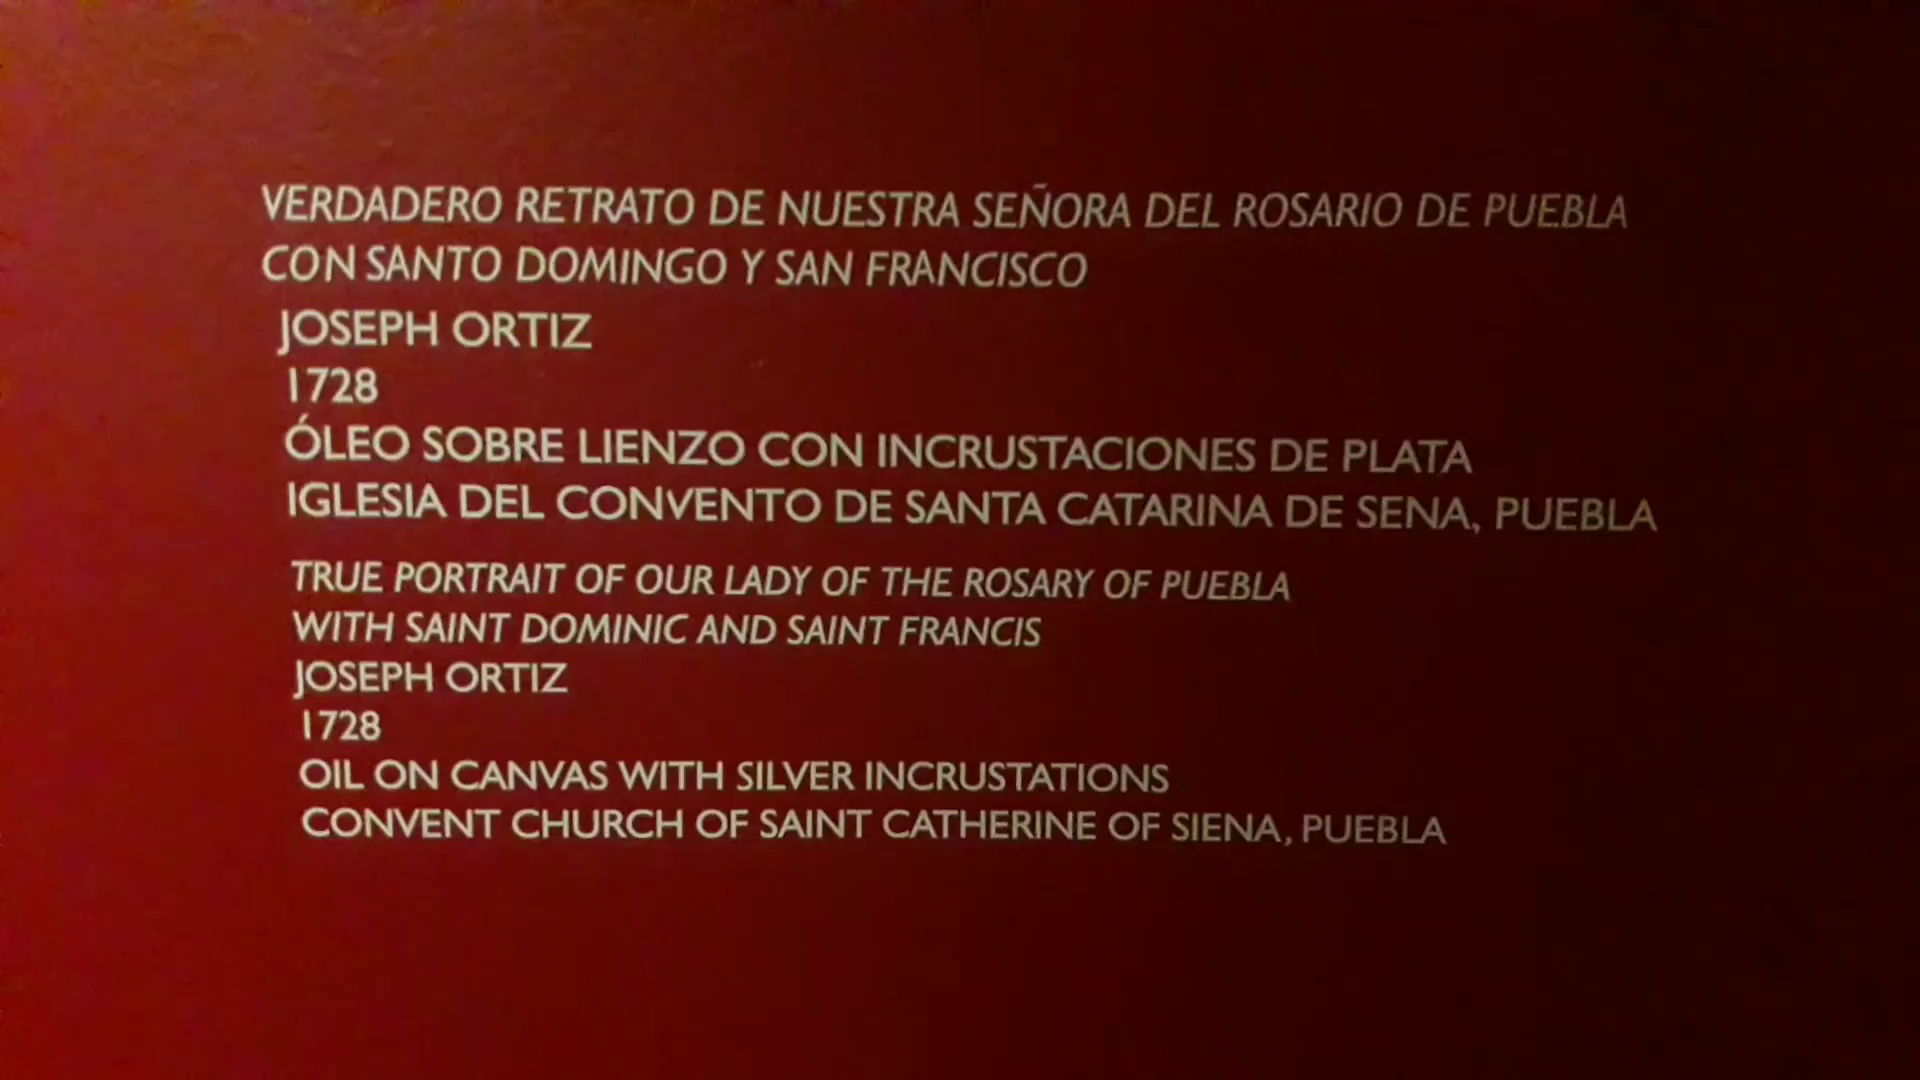 VERDADERO RETRATO DE NUESTRA SEÑORA DEL ROSARIO DE PUEBLA
CON SANTO DOMINGO Y SAN FRANCISCO
JOSEPH ORTIZ
1728
ÓLEO SOBRE LIENZO CON INCRUSTACIONES DE PLATA
IGLESIA DEL CONVENTO DE SANTA CATARINA DE SENA, PUEBLA
TRUE PORTRAIT OF OUR LADY OF THE ROSARY OF PUEBLA
WITH SAINT DOMINIC AND SAINT FRANCIS
JOSEPH ORTIZ
1728
OIL ON CANVAS WITH SILVER INCRUSTATIONS
CONVENT CHURCH OF SAINT CATHERINE OF SIENA, PUEBLA